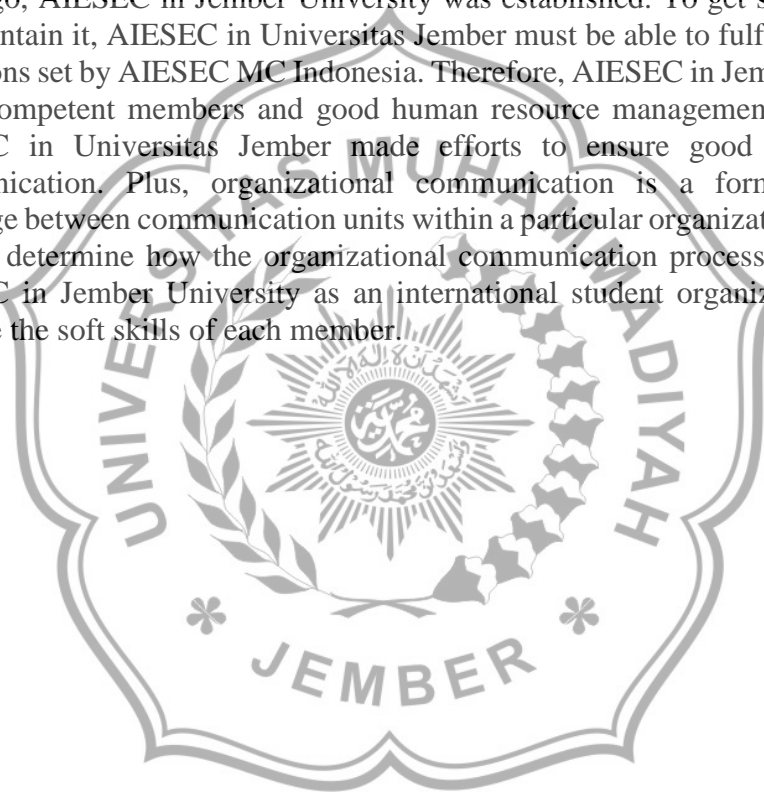 go, AIESEC in Jember University was established. To get s
ntain it, AIESEC in Universitas Jember must be able to fulf
ons set by AIESEC MC Indonesia. Therefore, AIESEC in Jem
ompetent members and good human resource management
C in Universitas Jember made efforts to ensure good
nication. Plus, organizational communication is a form
ge between communication units within a particular organizat
determine how the organizational communication process
C in Jember University as an international student organiz
e the soft skills of each member.
UNIVERSITAS MUHAMMADIYAH
JEMBER